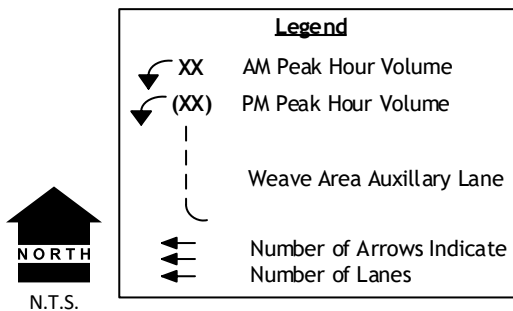 Legend
XX AM Peak Hour Volume
(XX) PM Peak Hour Volume
Weave Area Auxillary Lane
Number of Arrows Indicate
Number of Lanes
NORTH
N.T.S.